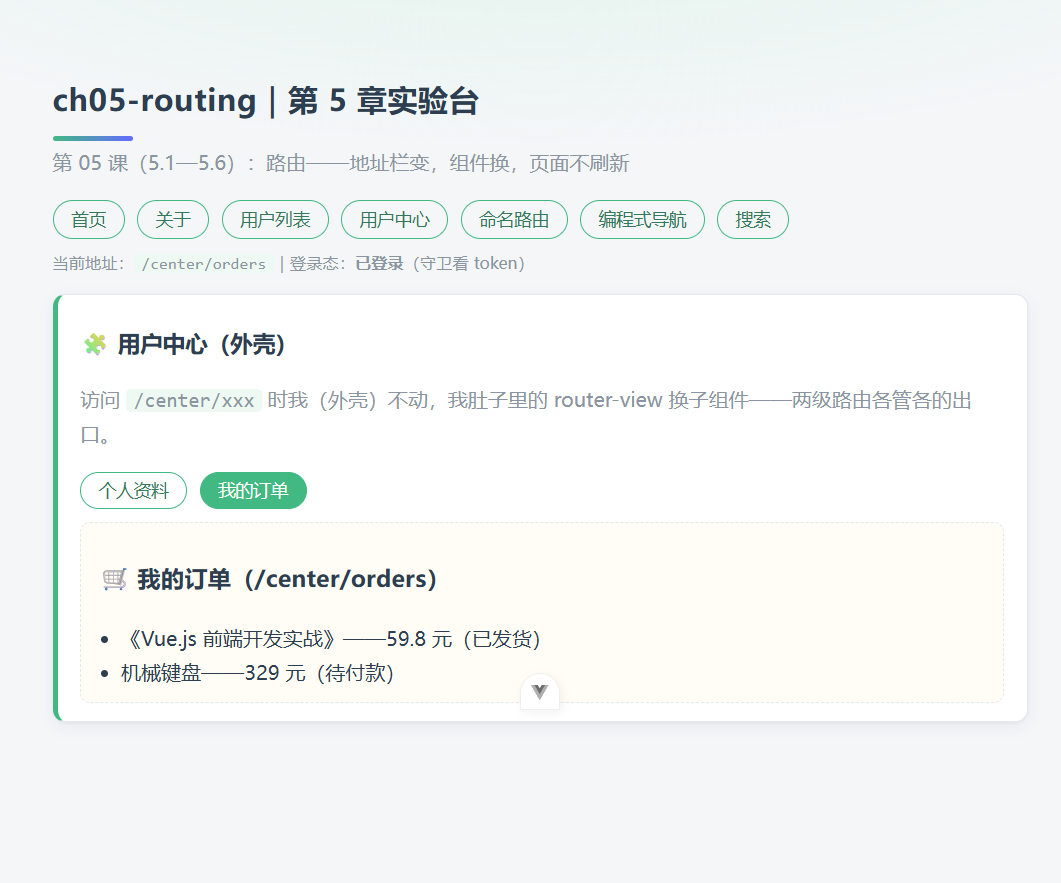 ch05-routing | 第 5 章实验台
第 05 课（5.1—5.6）：路由——地址栏变，组件换，页面不刷新
首页 关于 用户列表 用户中心 命名路由 编程式导航 搜索
当前地址： /center/orders | 登录态：已登录（守卫看 token）
用户中心（外壳）
访问 /center/xxx 时我（外壳）不动，我肚子里的 router-view 换子组件——两级路由各管各的出
口。
个人资料 我的订单
我的订单（/center/orders）
《Vue.js 前端开发实战》——59.8 元（已发货）
机械键盘——329 元（待付款）